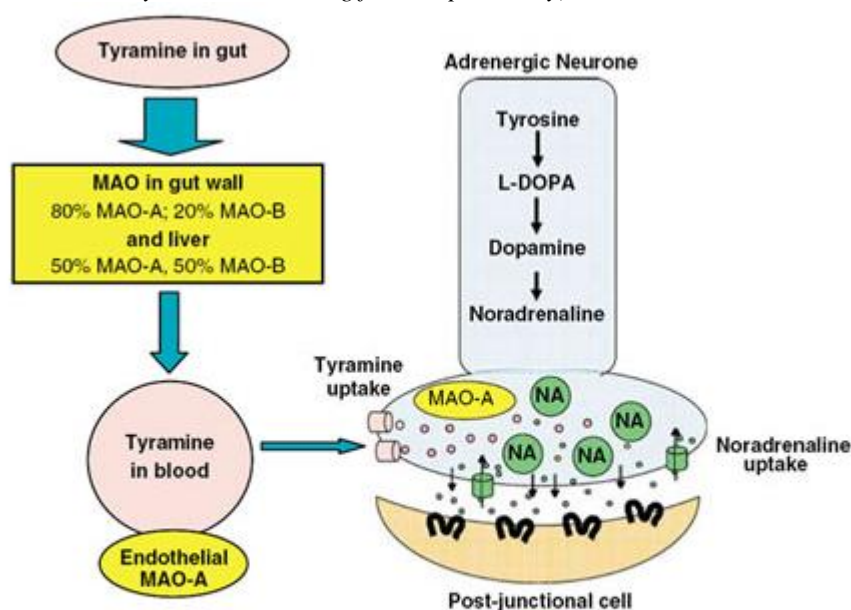 Tyramine in gut
MAO in gut wall
80% MAO-A; 20% MAO-B
and liver
50% MAO-A, 50% MAO-B
Tyramine
in blood
Endothelial
MAO-A
Adrenergic Neurone
Tyrosine
L-DOPA
Dopamine
Noradrenaline
Tyramine
uptake
MAO-A
NA
NA
NA
NA
Noradrenaline
uptake
Post-junctional cell